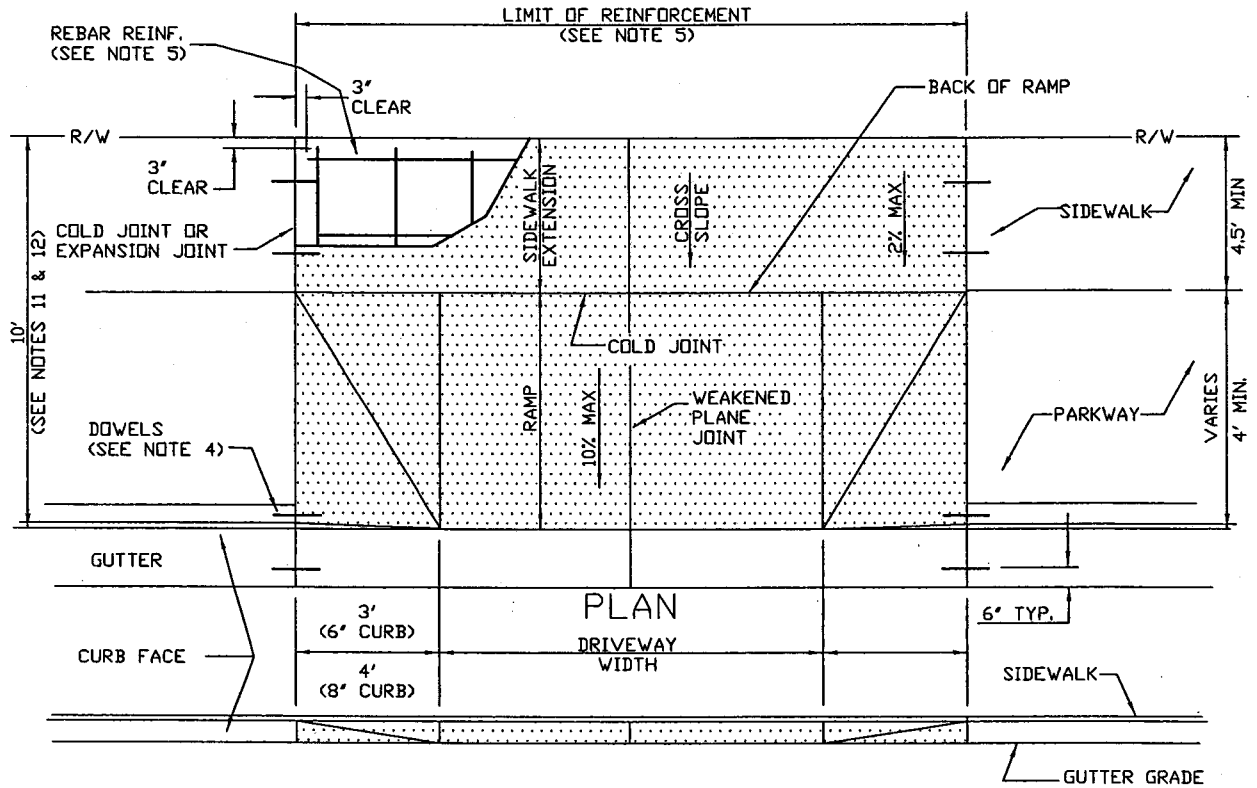 LIMIT OF REINFORCEMENT
(SEE NOTE 5)
REBAR REINF.
(SEE NOTE 5)
3"
CLEAR
BACK OF RAMP
R/W
R/W
3"
CLEAR
SIDEWALK
EXTENSION
CROSS
SLOPE
2% MAX
SIDEWALK
4.5' MIN
COLD JOINT OR
EXPANSION JOINT
10'
(SEE NOTES 11 & 12)
COLD JOINT
RAMP
10% MAX
WEAKENED
PLANE
JOINT
PARKWAY
VARIES
4' MIN.
DOWELS
(SEE NOTE 4)
GUTTER
PLAN
3'
(6" CURB)
DRIVEWAY
WIDTH
6" TYP.
CURB FACE
4'
(8" CURB)
SIDEWALK
GUTTER GRADE